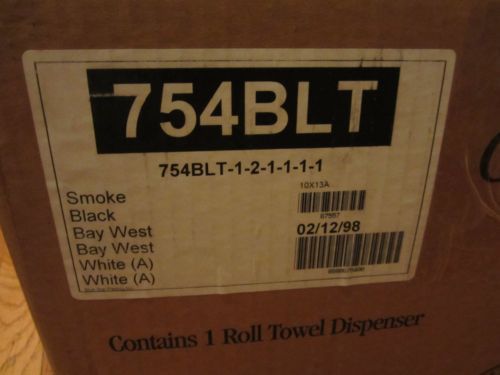 754BLT
754BLT-1-2-1-1-1-1
10X13A
Smoke
Black
Bay West
Bay West
White (A)
White (A)
87557
02/12/98
Contains 1 Roll Towel Dispenser